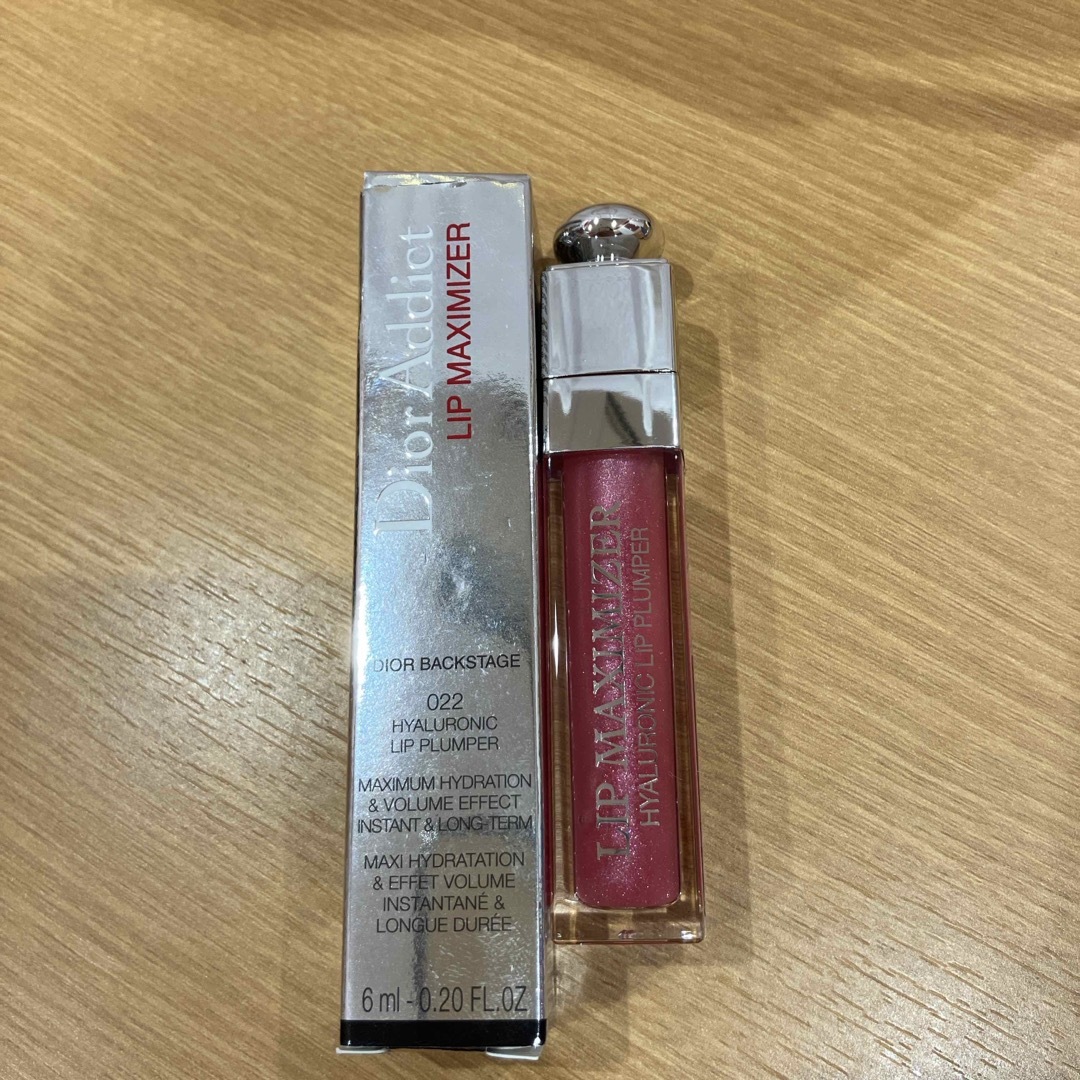 Dior Addict
LIP MAXIMIZER
DIOR BACKSTAGE
022
HYALURONIC
LIP PLUMPER
MAXIMUM HYDRATION
& VOLUME EFFECT
INSTANT & LONG-TERM
MAXI HYDRATATION
& EFFET VOLUME
INSTANTANÉ &
LONGUE DURÉE
6 ml - 0.20 FL.OZ
LIP MAXIMIZER
HYALURONIC LIP PLUMPER